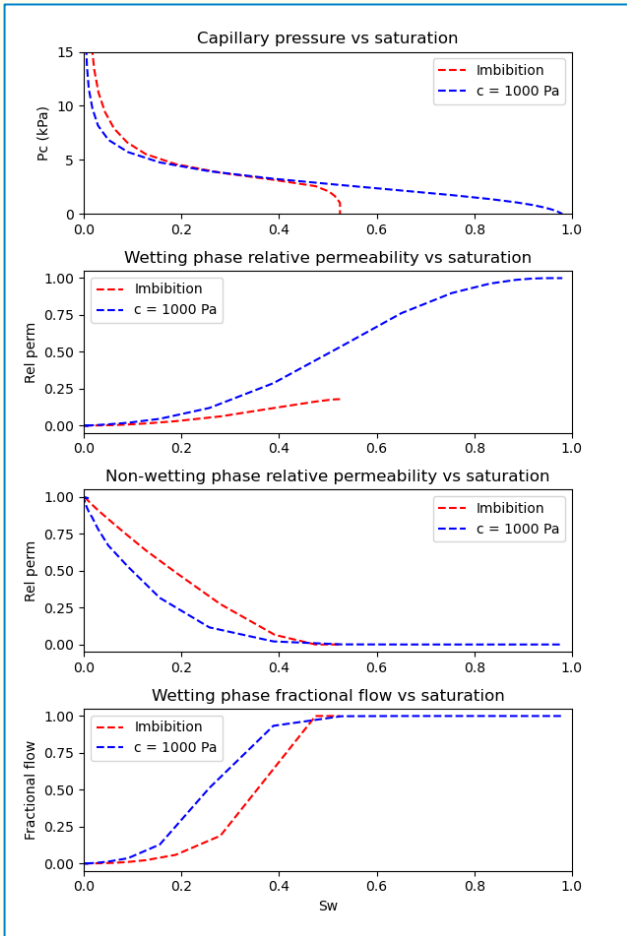 Capillary pressure vs saturation
15
10
5
0
Pc (kPa)
Imbibition
c = 1000 Pa
0.0 0.2 0.4 0.6 0.8 1.0
Wetting phase relative permeability vs saturation
1.00
0.75
0.50
0.25
0.00
Rel perm
Imbibition
c = 1000 Pa
0.0 0.2 0.4 0.6 0.8 1.0
Non-wetting phase relative permeability vs saturation
1.00
0.75
0.50
0.25
0.00
Rel perm
Imbibition
c = 1000 Pa
0.0 0.2 0.4 0.6 0.8 1.0
Wetting phase fractional flow vs saturation
1.00
0.75
0.50
0.25
0.00
Fractional flow
Imbibition
c = 1000 Pa
0.0 0.2 0.4 0.6 0.8 1.0
Sw